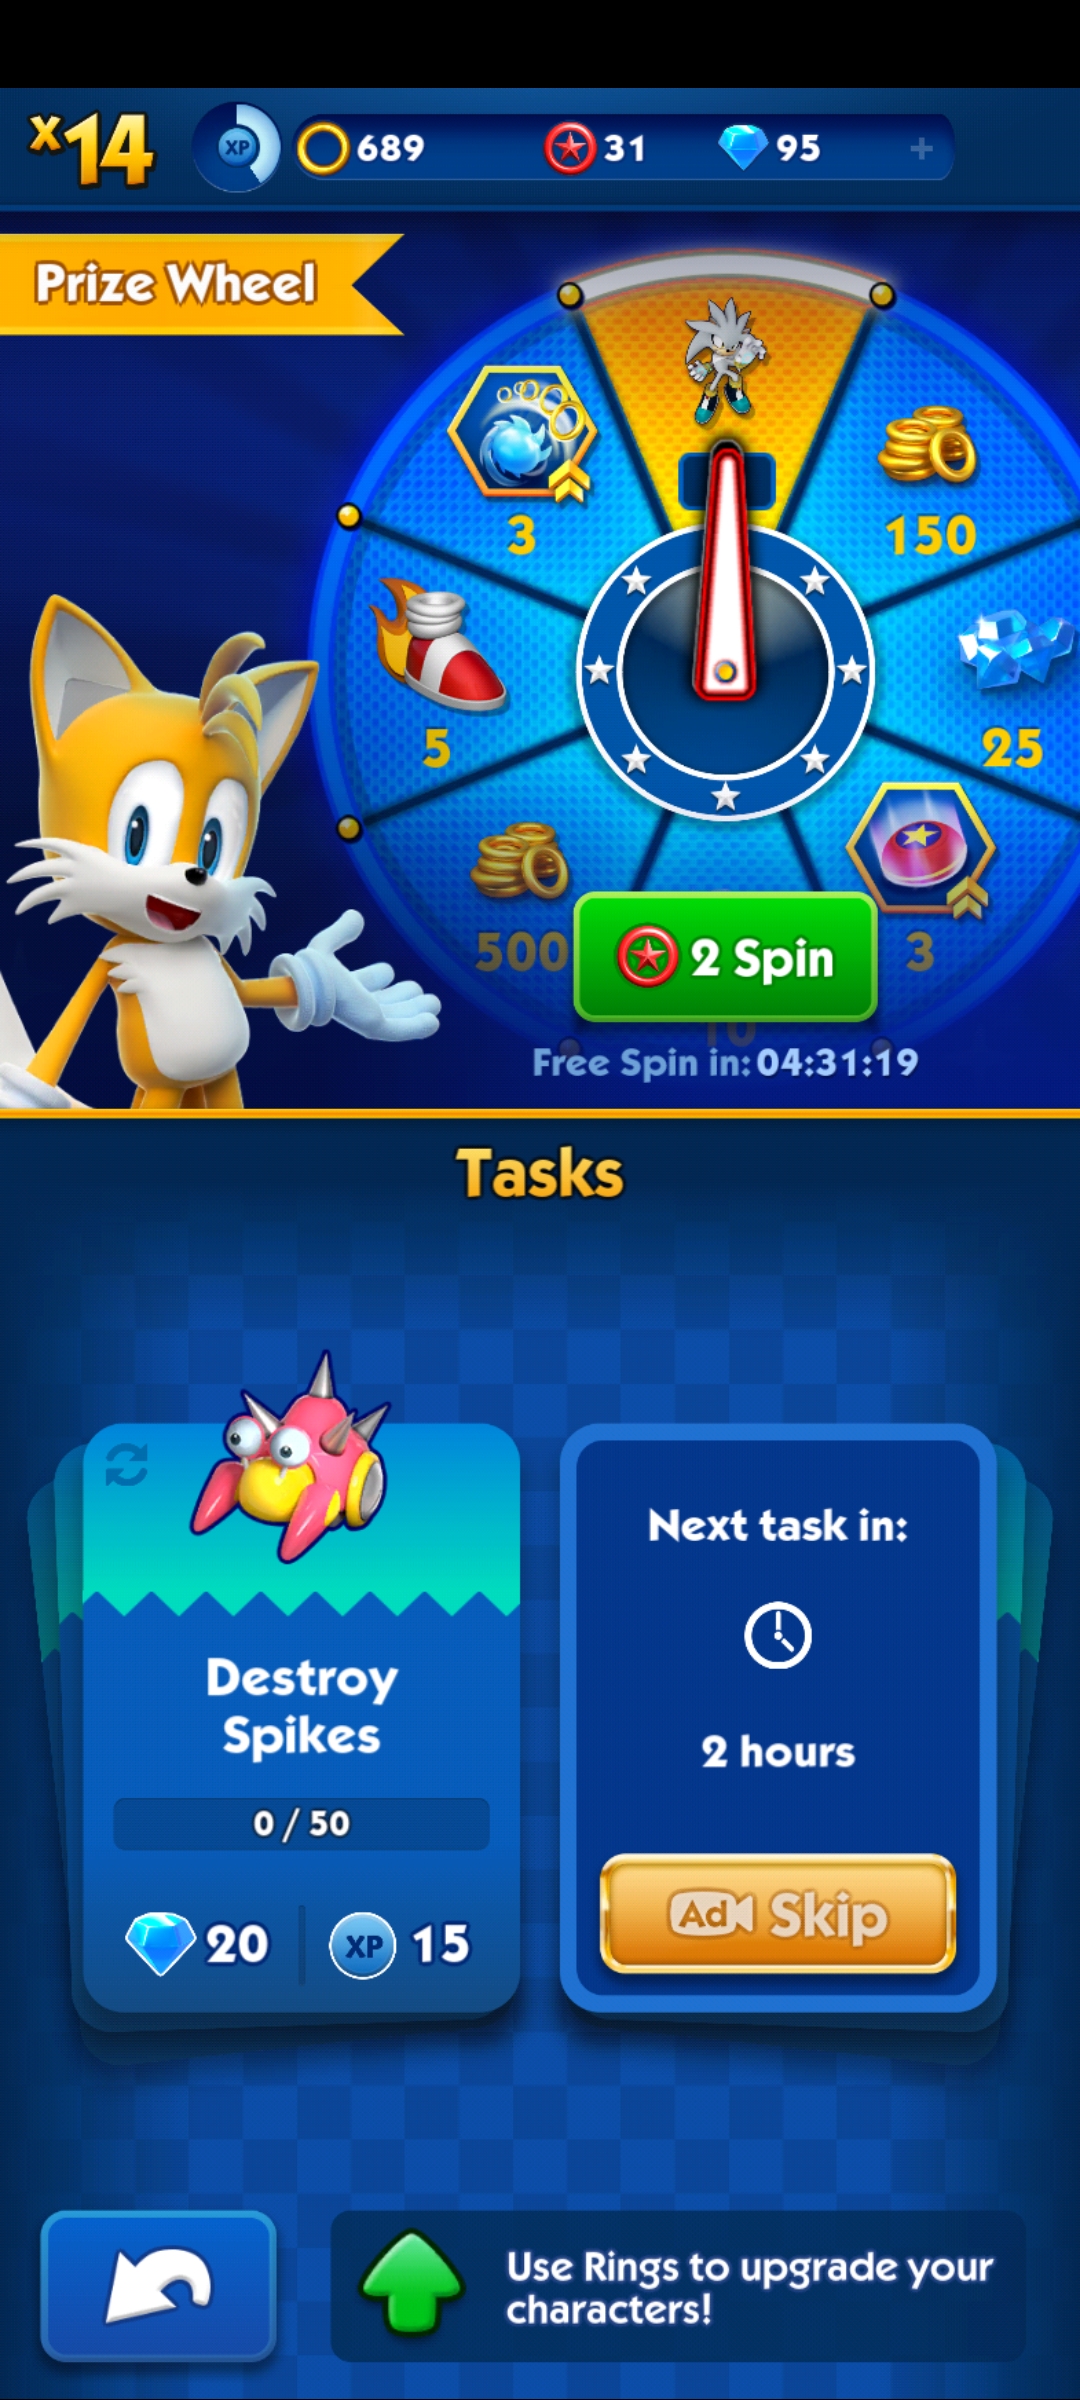 x14
XP
689
31
95
Prize Wheel
3
150
5
25
500
3
2 Spin
10
Free Spin in: 04:31:19
Tasks
Destroy
Spikes
0 / 50
20
XP
15
Next task in:
2 hours
Ad Skip
Use Rings to upgrade your
characters!